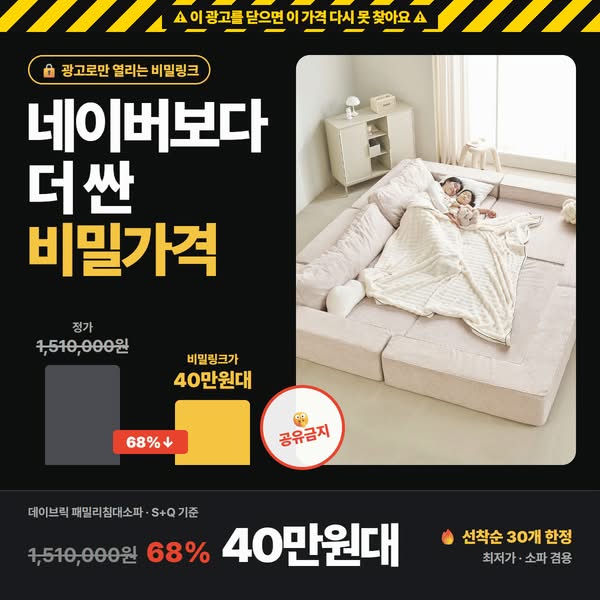 ⚠ 이 광고를 닫으면 이 가격 다시 못 찾아요 ⚠
🔒 광고로만 열리는 비밀링크
네이버보다
더 싼
비밀가격
정가
1,510,000원
비밀링크가
40만원대
68%↓
🤫
공유금지
데이브릭 패밀리침대소파 · S+Q 기준
1,510,000원 68% 40만원대
🔥 선착순 30개 한정
최저가 · 소파 겸용